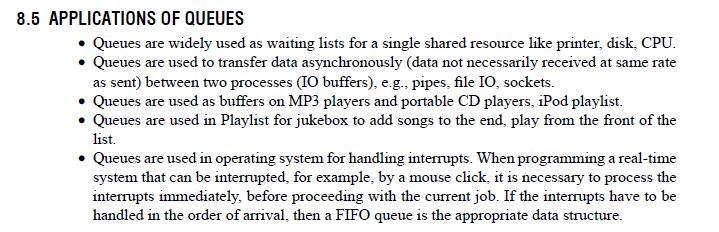 8.5 APPLICATIONS OF QUEUES
• Queues are widely used as waiting lists for a single shared resource like printer, disk, CPU.
• Queues are used to transfer data asynchronously (data not necessarily received at same rate
as sent) between two processes (IO buffers), e.g., pipes, file IO, sockets.
• Queues are used as buffers on MP3 players and portable CD players, iPod playlist.
• Queues are used in Playlist for jukebox to add songs to the end, play from the front of the
list.
• Queues are used in operating system for handling interrupts. When programming a real-time
system that can be interrupted, for example, by a mouse click, it is necessary to process the
interrupts immediately, before proceeding with the current job. If the interrupts have to be
handled in the order of arrival, then a FIFO queue is the appropriate data structure.